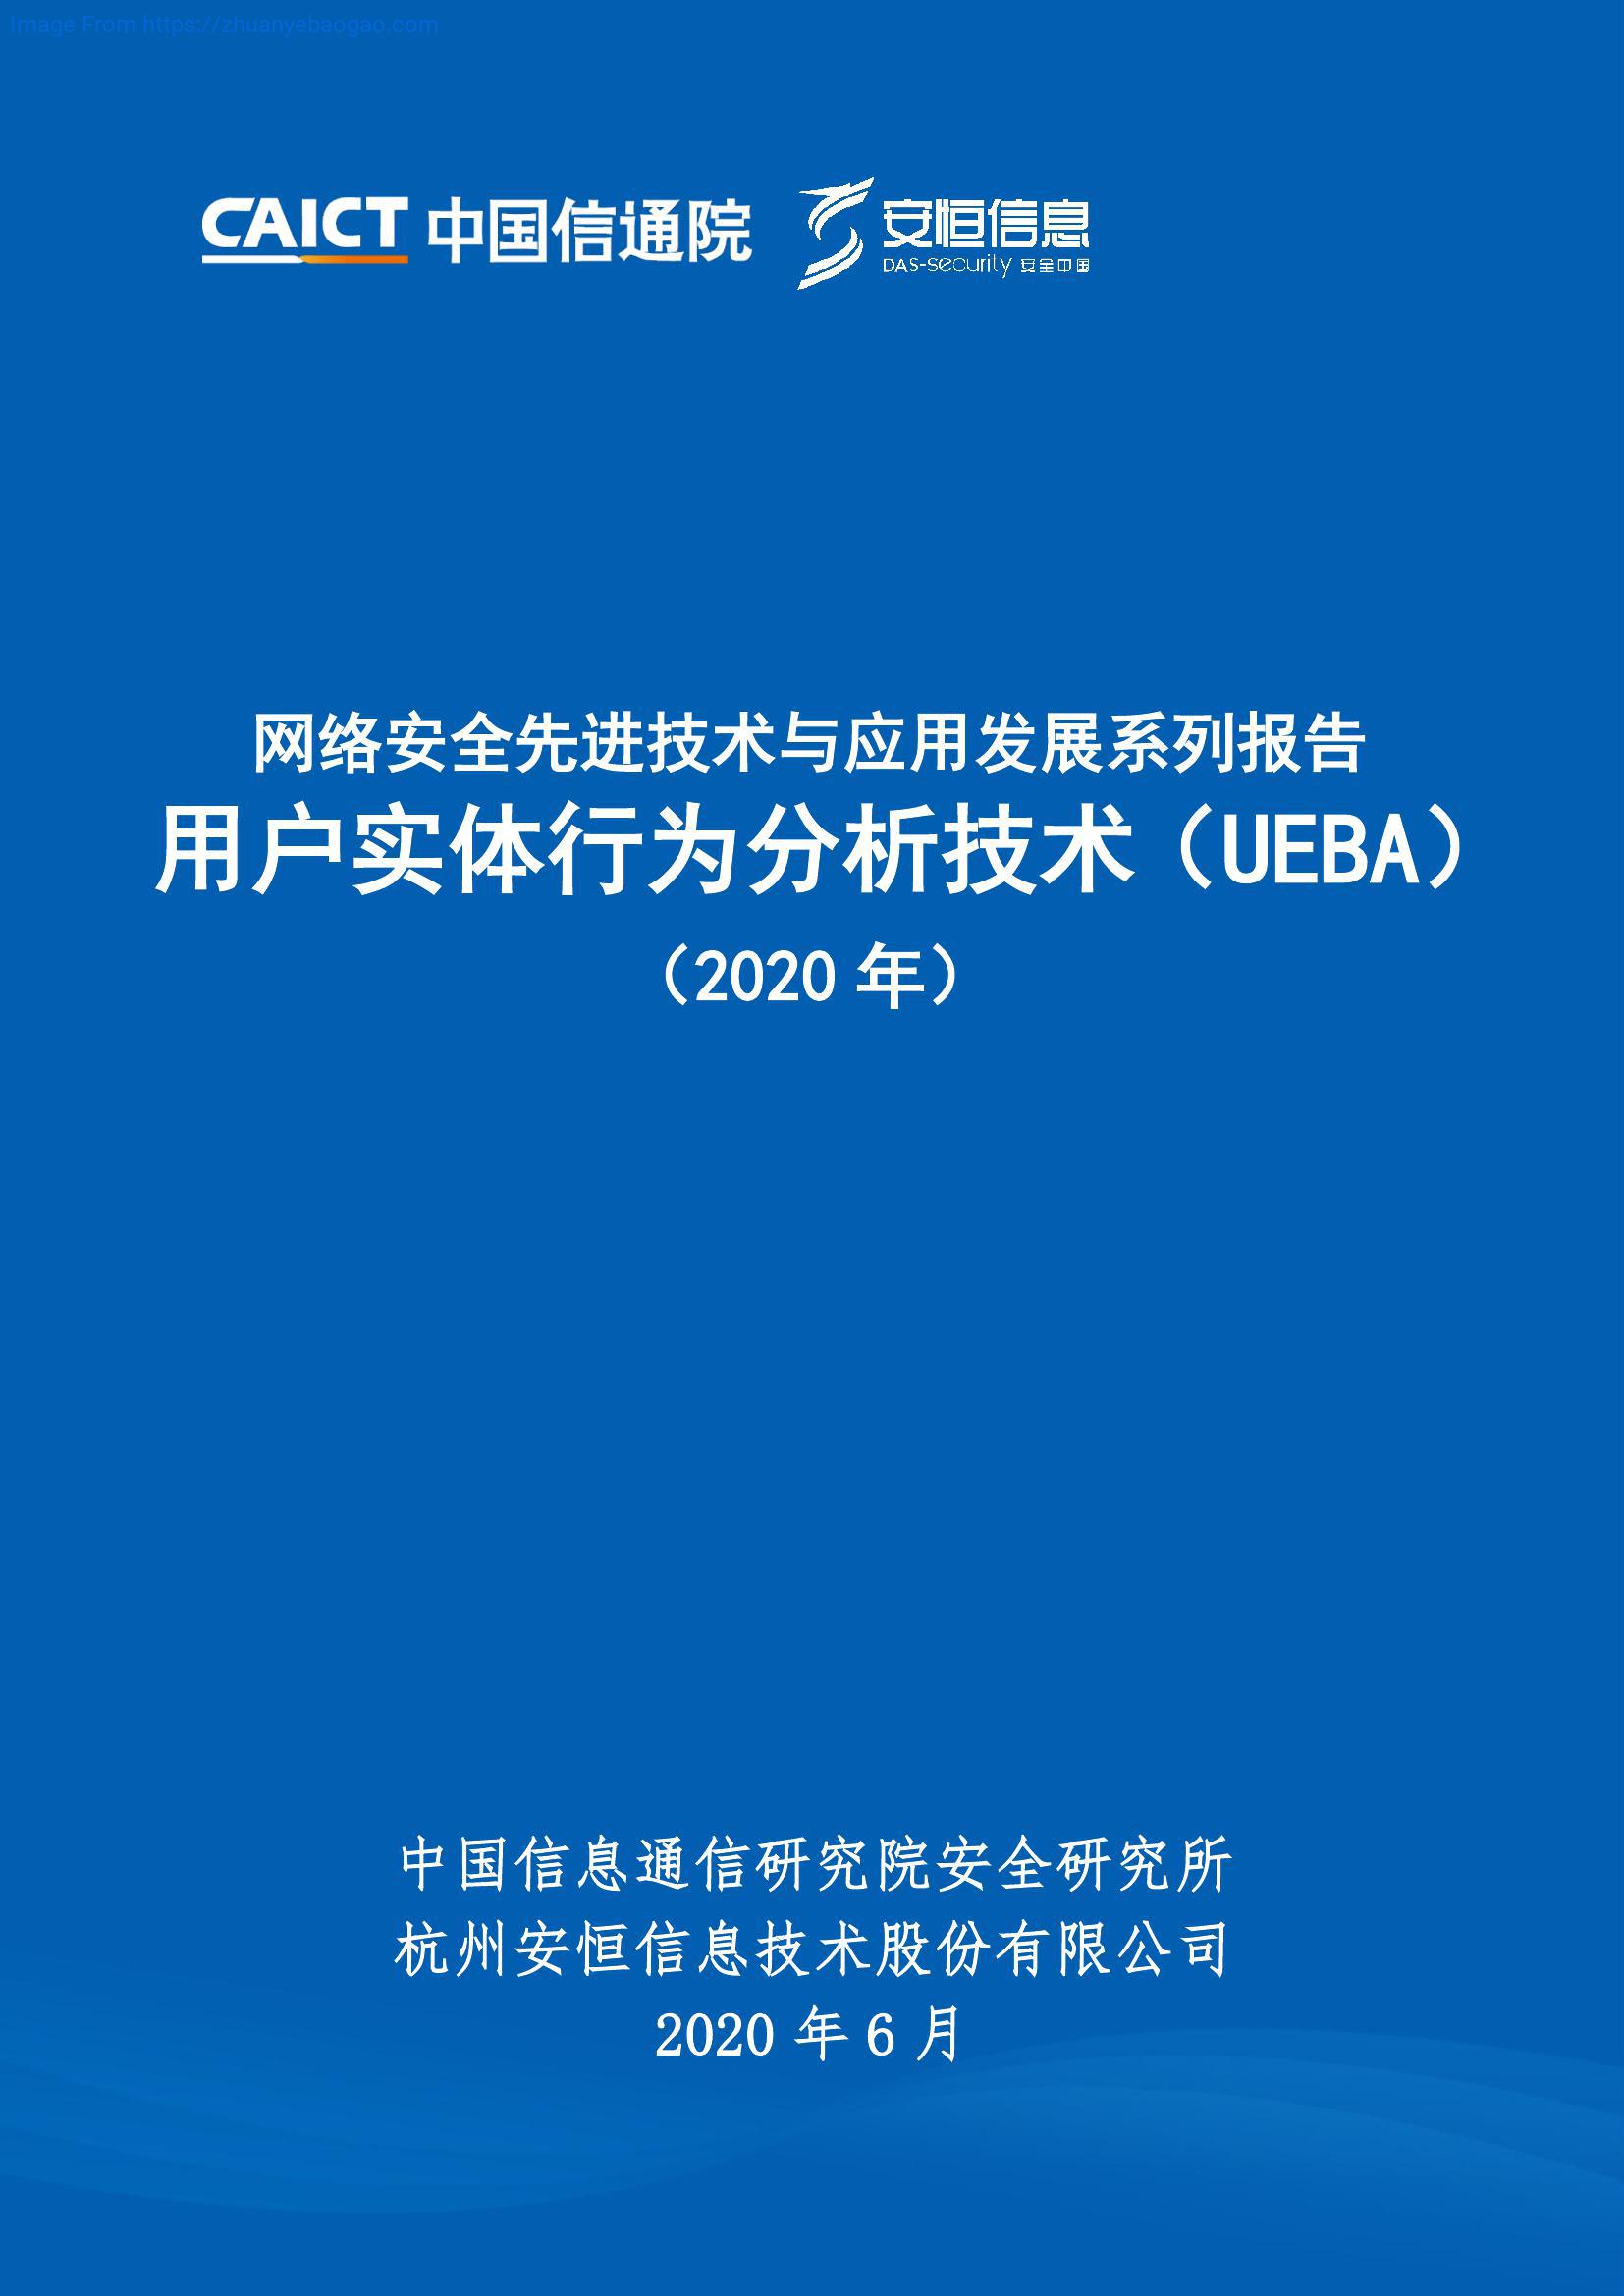 Image From https://zhuanyebaogao.com
CAICT 中国信通院 安恒信息
DAS-security 安全中国
网络安全先进技术与应用发展系列报告
用户实体行为分析技术（UEBA）
（2020 年）
中国信息通信研究院安全研究所
杭州安恒信息技术股份有限公司
2020 年 6 月